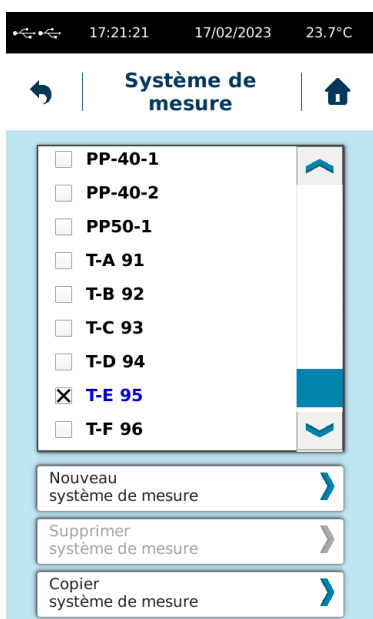 17:21:21 17/02/2023 23.7°C
Système de
mesure
PP-40-1
PP-40-2
PP50-1
T-A 91
T-B 92
T-C 93
T-D 94
T-E 95
T-F 96
Nouveau
système de mesure
Supprimer
système de mesure
Copier
système de mesure